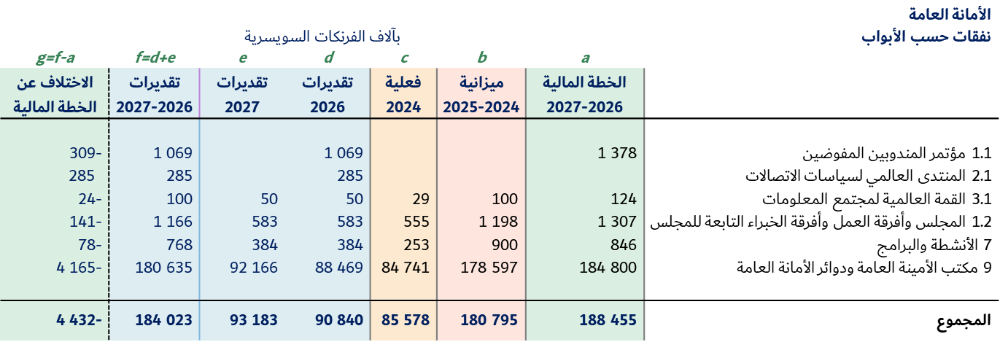 الأمانة العامة
نفقات حسب الأبواب
بآلاف الفرنكات السويسرية
a b c d e f=d+e g=f-a
الخطة المالية ميزانية فعلية تقديرات تقديرات تقديرات الاختلاف عن
2027-2026 2025-2024 2024 2026 2027 2027-2026 الخطة المالية
1.1 مؤتمر المندوبين المفوضين 1 378 1 069 1 069 309-
2.1 المنتدى العالمي لسياسات الاتصالات 285 285 285
3.1 القمة العالمية لمجتمع المعلومات 124 100 29 50 50 100 24-
1.2 المجلس وأفرقة العمل وأفرقة الخبراء التابعة للمجلس 1 307 1 198 555 583 583 1 166 141-
7 الأنشطة والبرامج 846 900 253 384 384 768 78-
9 مكتب الأمينة العامة ودوائر الأمانة العامة 184 800 178 597 84 741 88 469 92 166 180 635 4 165-
المجموع 188 455 180 795 85 578 90 840 93 183 184 023 4 432-